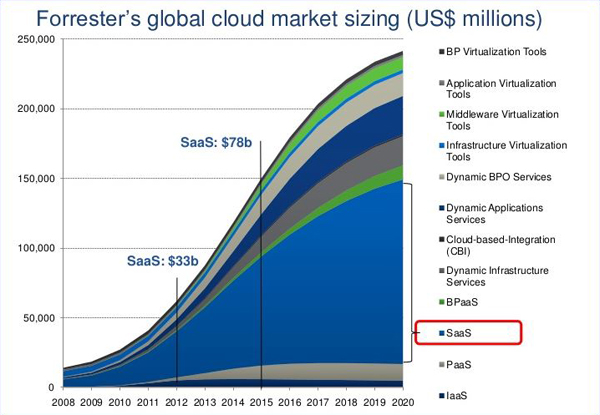 Forrester's global cloud market sizing (US$ millions)
250,000
200,000
150,000
100,000
50,000
0
2008 2009 2010 2011 2012 2013 2014 2015 2016 2017 2018 2019 2020
SaaS: $78b
SaaS: $33b
BP Virtualization Tools
Application Virtualization
Tools
Middleware Virtualization
Tools
Infrastructure Virtualization
Tools
Dynamic BPO Services
Dynamic Applications
Services
Cloud-based-Integration
(CBI)
Dynamic Infrastructure
Services
BPaaS
SaaS
PaaS
IaaS